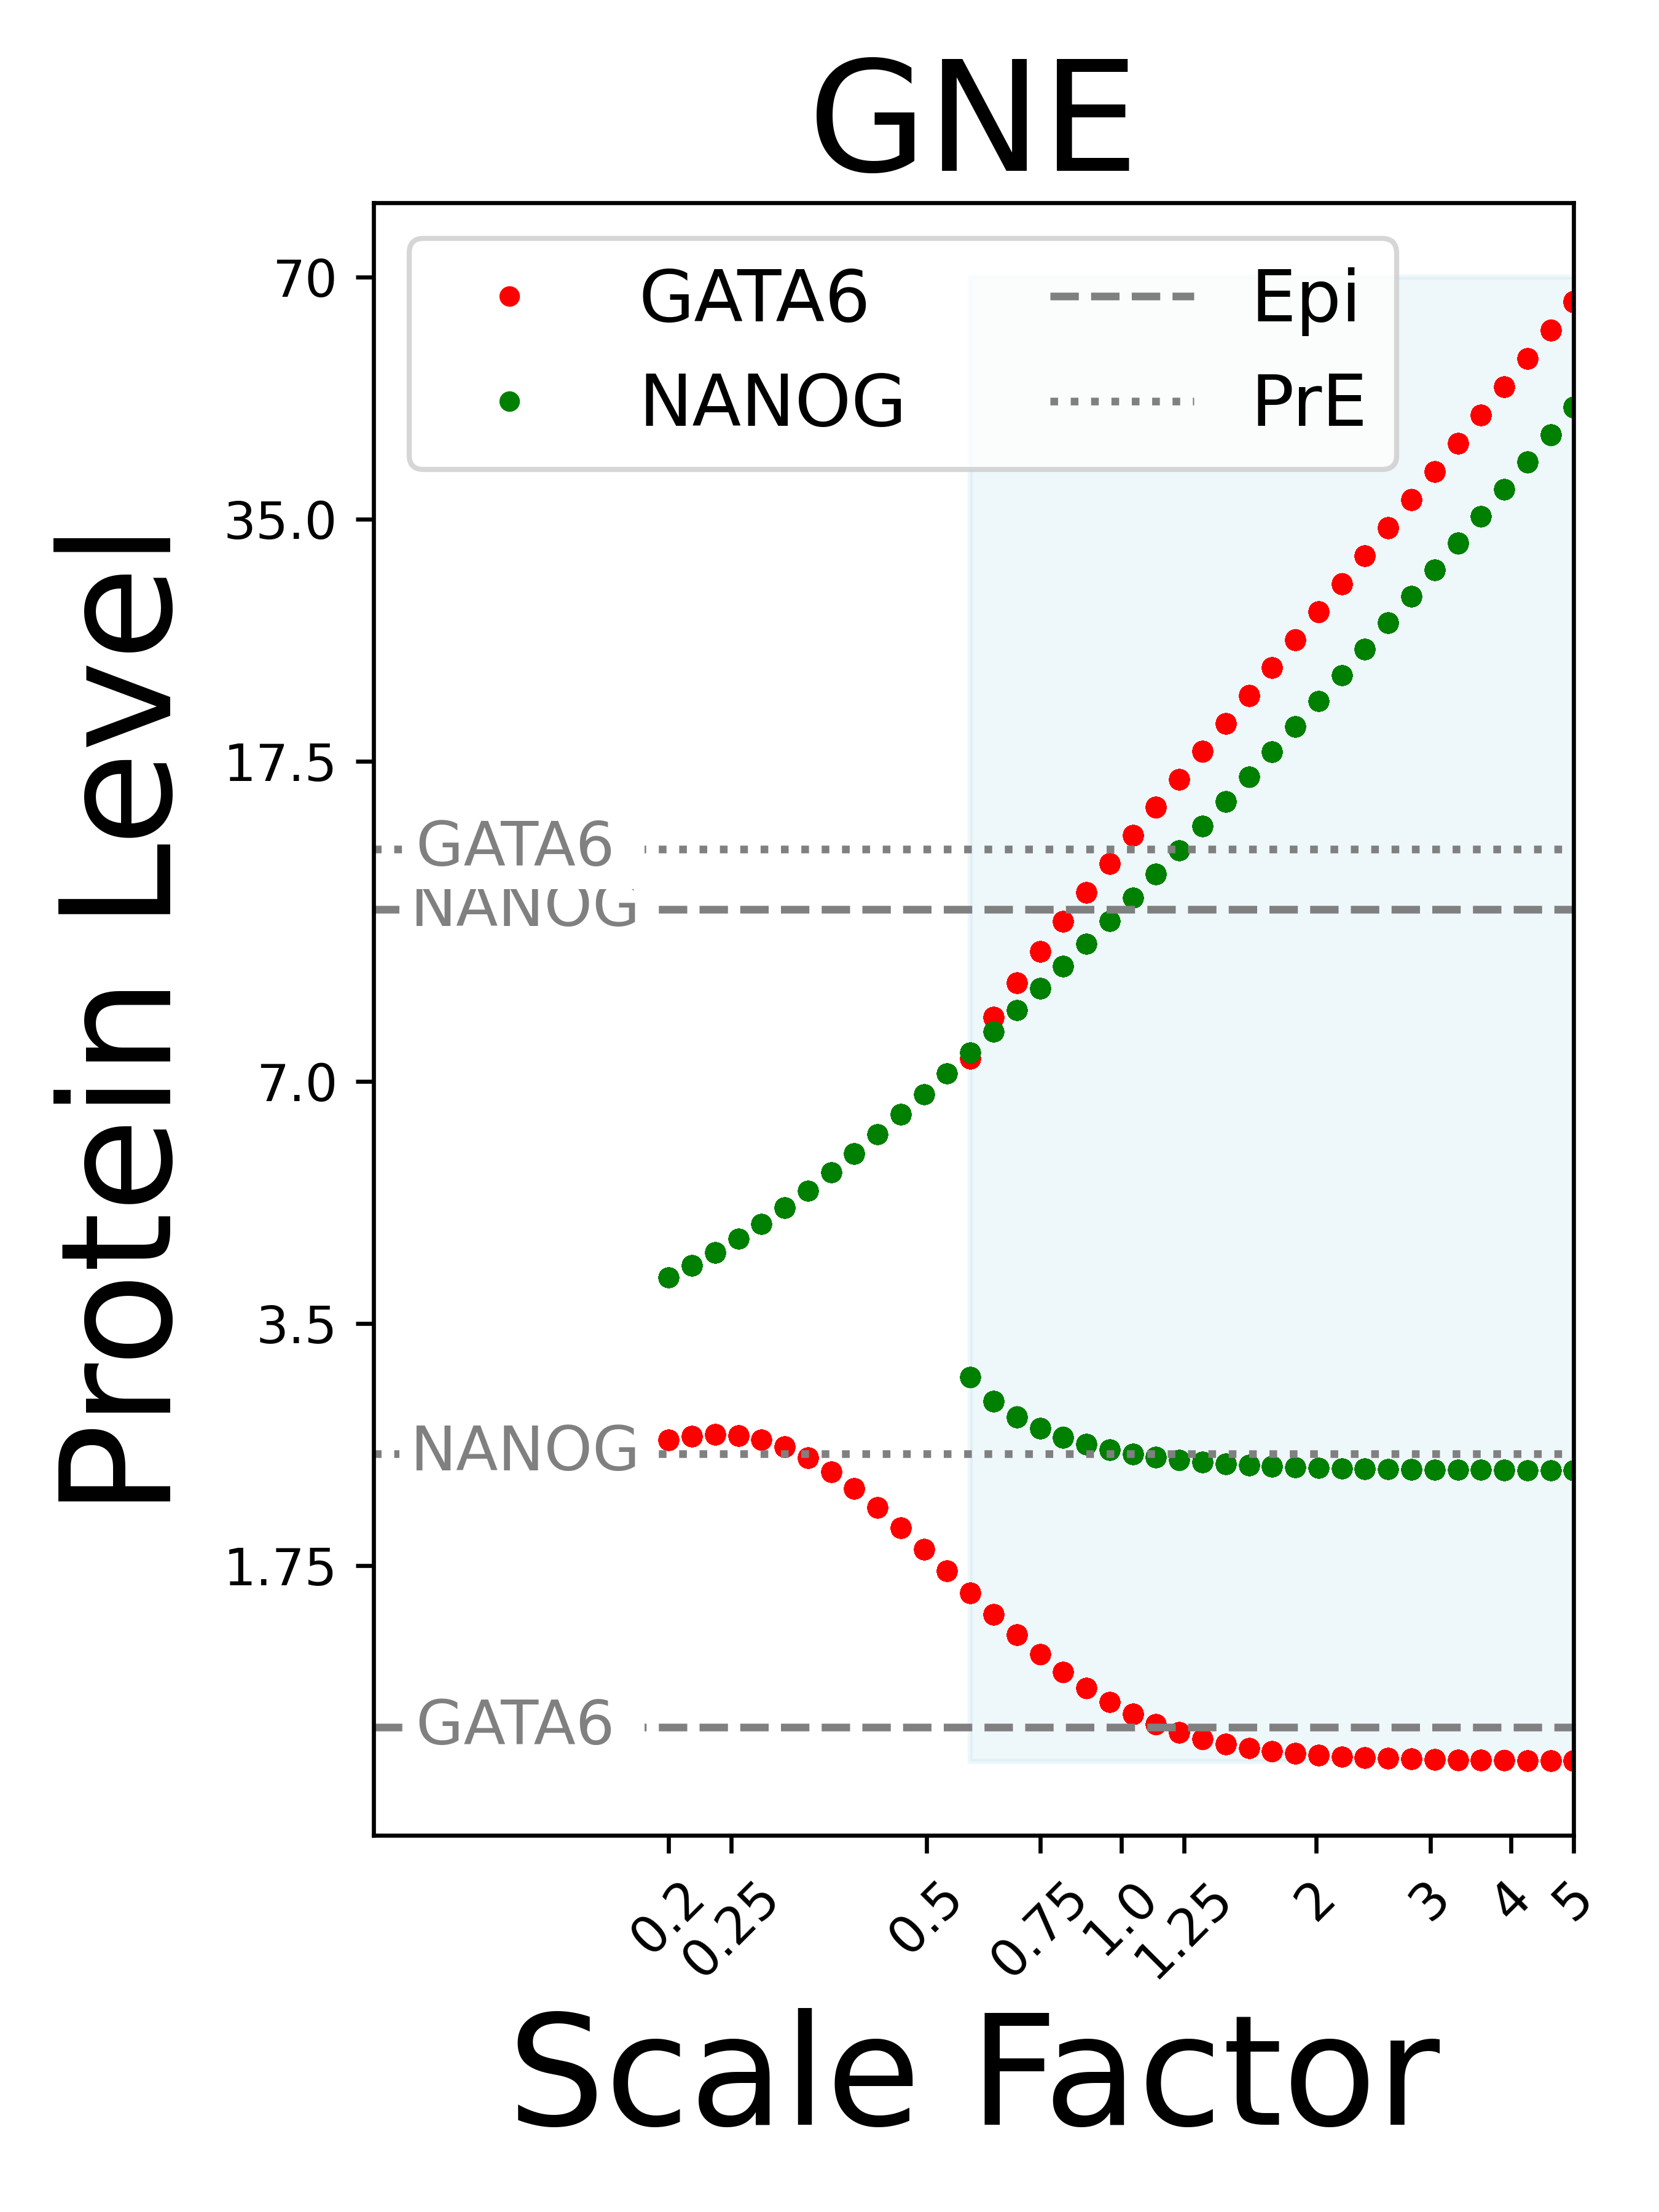 GNE
GATA6
NANOG
Epi
PrE
Protein Level
70
35.0
17.5
7.0
3.5
1.75
GATA6
NANOG
NANOG
GATA6
0.2
0.25
0.5
0.75
1.0
1.25
2
3
4
5
Scale Factor